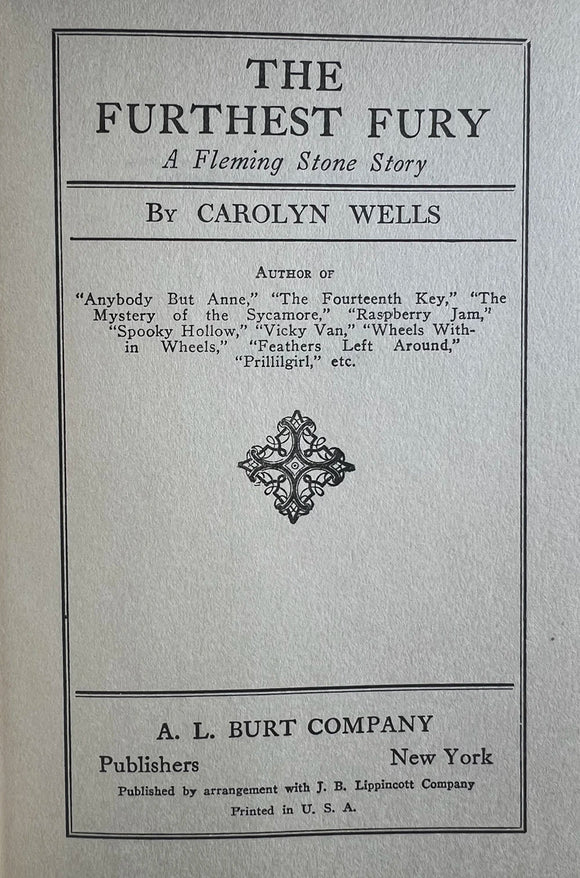 THE
FURTHEST FURY
A Fleming Stone Story
BY CAROLYN WELLS
AUTHOR OF
"Anybody But Anne," "The Fourteenth Key," "The
Mystery of the Sycamore," "Raspberry Jam,"
"Spooky Hollow," "Vicky Van," "Wheels With-
in Wheels," "Feathers Left Around,"
"Prillilgirl," etc.
A. L. BURT COMPANY
Publishers New York
Published by arrangement with J. B. Lippincott Company
Printed in U. S. A.